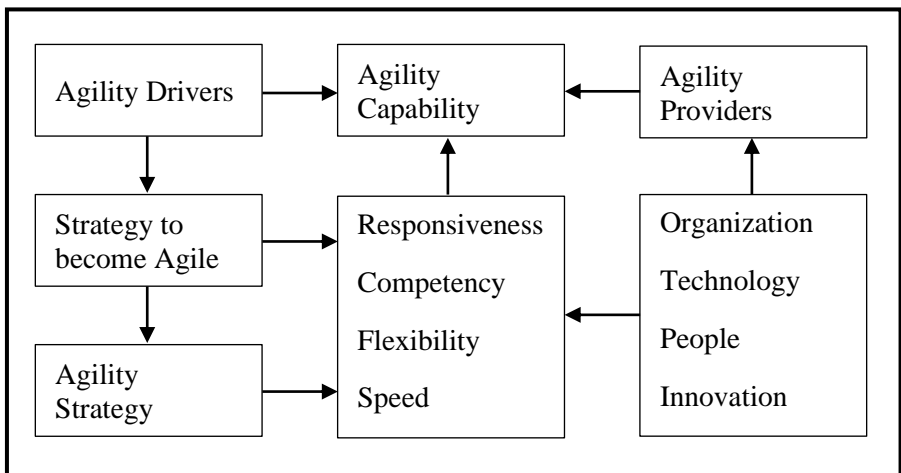 Agility Drivers
Agility
Capability
Agility
Providers
Strategy to
become Agile
Responsiveness
Competency
Flexibility
Speed
Organization
Technology
People
Innovation
Agility
Strategy